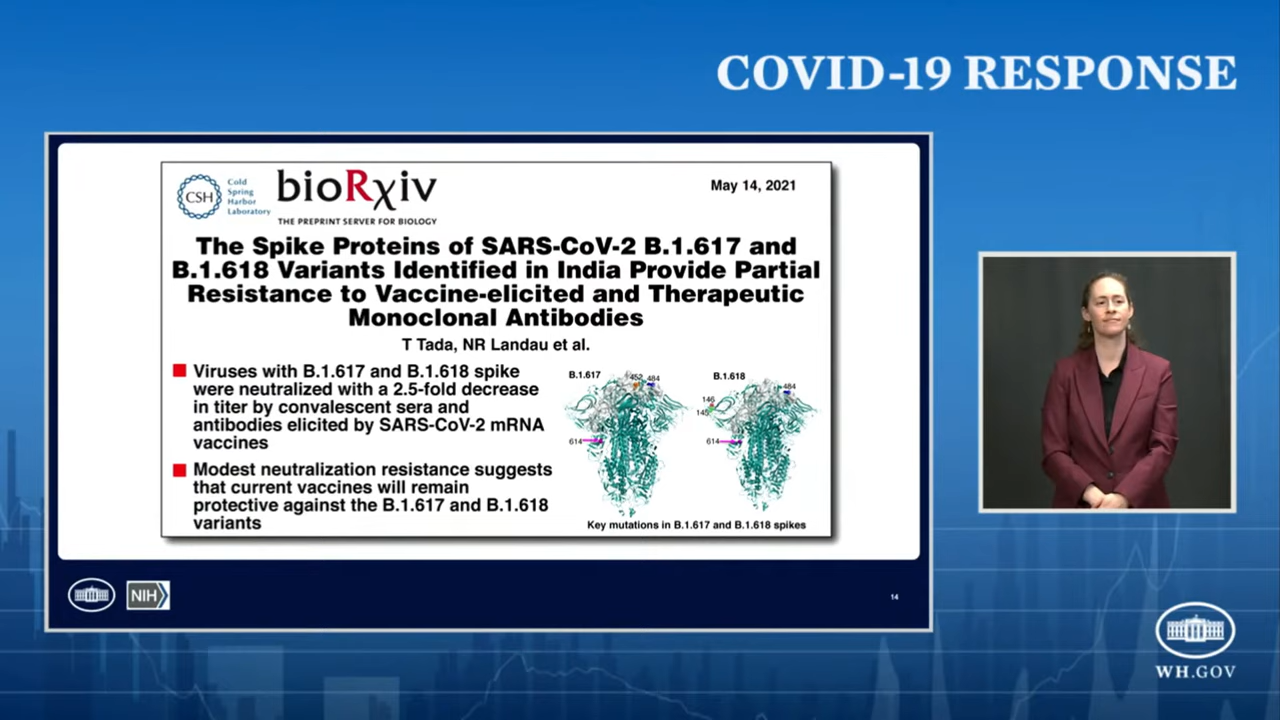 COVID-19 RESPONSE
CSH
Cold
Spring
Harbor
Laboratory
bioRxiv
THE PREPRINT SERVER FOR BIOLOGY
May 14, 2021
The Spike Proteins of SARS-CoV-2 B.1.617 and
B.1.618 Variants Identified in India Provide Partial
Resistance to Vaccine-elicited and Therapeutic
Monoclonal Antibodies
T Tada, NR Landau et al.
Viruses with B.1.617 and B.1.618 spike
were neutralized with a 2.5-fold decrease
in titer by convalescent sera and
antibodies elicited by SARS-CoV-2 mRNA
vaccines
Modest neutralization resistance suggests
that current vaccines will remain
protective against the B.1.617 and B.1.618
variants
B.1.617
452 484
614
B.1.618
484
146
145
614
Key mutations in B.1.617 and B.1.618 spikes
NIH
14
WH.GOV